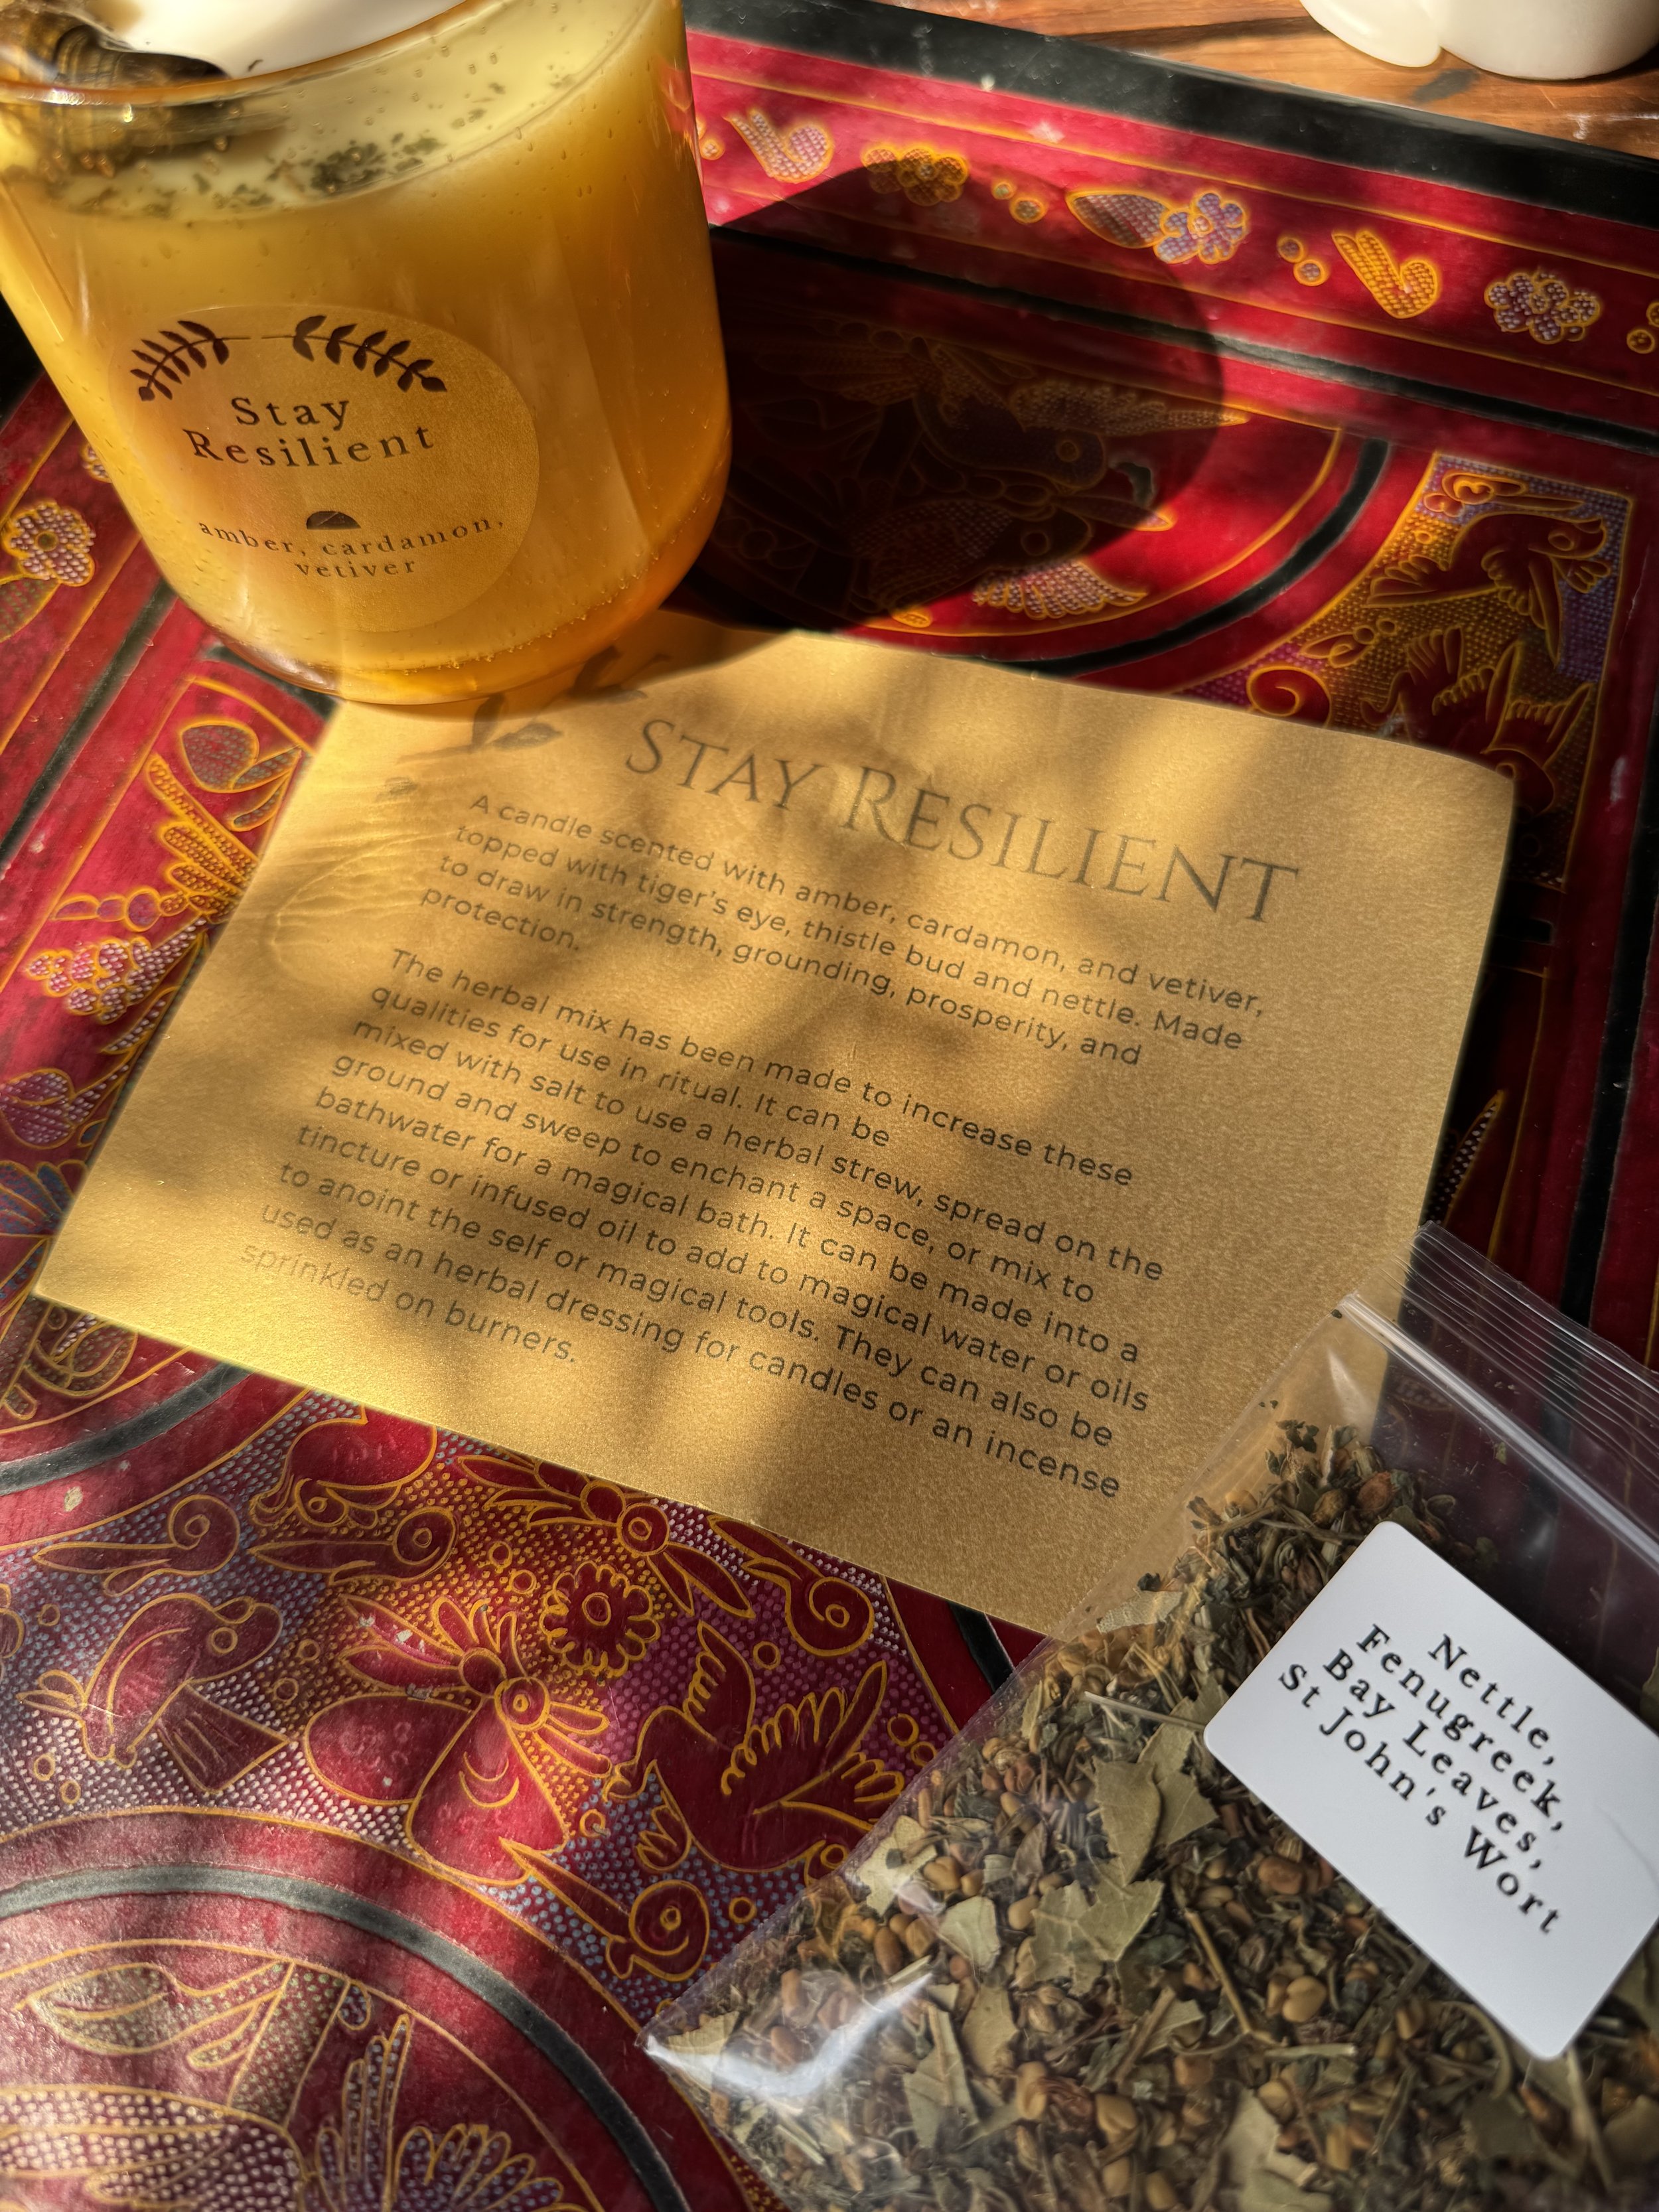 Stay
Resilient
amber, cardamon,
vetiver
STAY RESILIENT
A candle scented with amber, cardamon, and vetiver,
topped with tiger's eye, thistle bud and nettle. Made
to draw in strength, grounding, prosperity, and
protection.
The herbal mix has been made to increase these
qualities for use in ritual. It can be
mixed with salt to use a herbal strew, spread on the
ground and sweep to enchant a space, or mix to
bathwater for a magical bath. It can be made into a
tincture or infused oil to add to magical water or oils
to anoint the self or magical tools. They can also be
used as an herbal dressing for candles or an incense
sprinkled on burners.
Nettle,
Fenugreek,
Bay Leaves,
St John's Wort